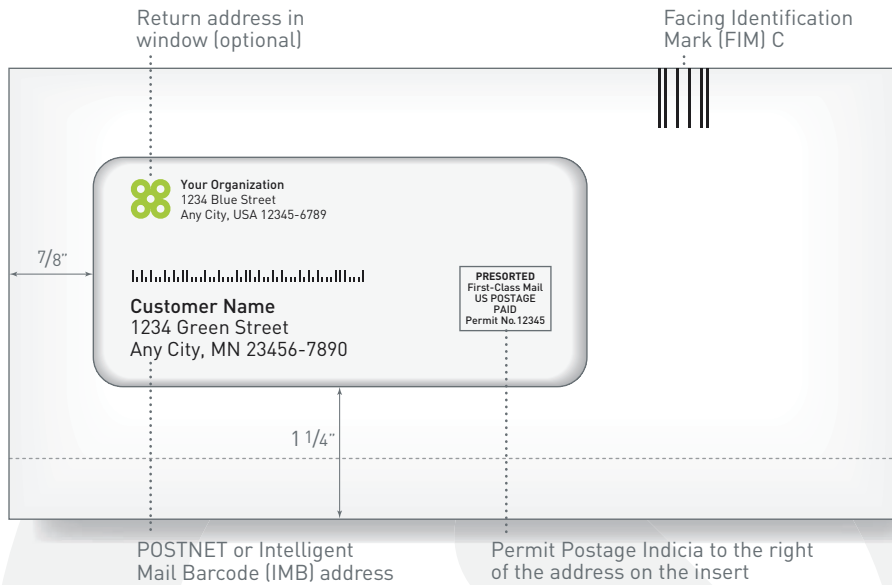 Return address in
window (optional)
Facing Identification
Mark (FIM) C
Your Organization
1234 Blue Street
Any City, USA 12345-6789
7/8"
PRESORTED
First-Class Mail
US POSTAGE
PAID
Permit No.12345
Customer Name
1234 Green Street
Any City, MN 23456-7890
1 1/4"
POSTNET or Intelligent
Mail Barcode (IMB) address
Permit Postage Indicia to the right
of the address on the insert